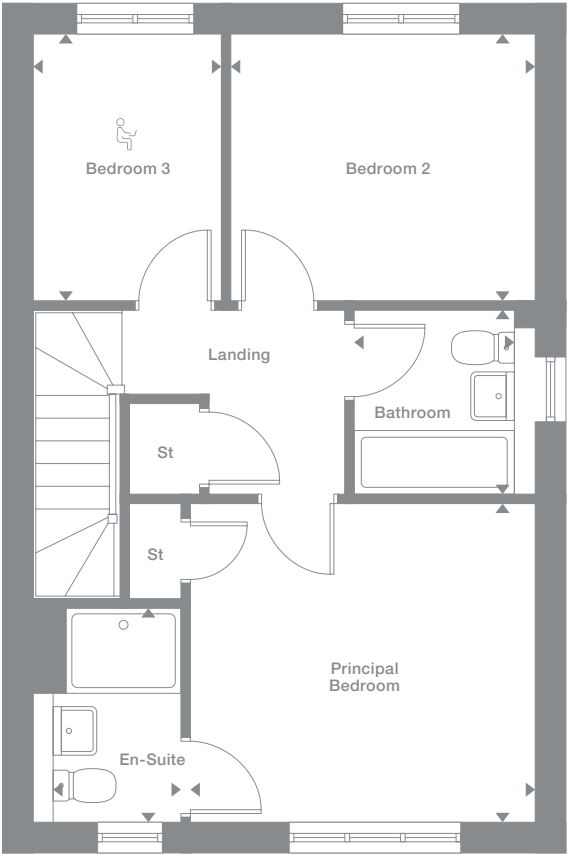 Bedroom 3
Bedroom 2
Landing
Bathroom
St
St
Principal
Bedroom
En-Suite